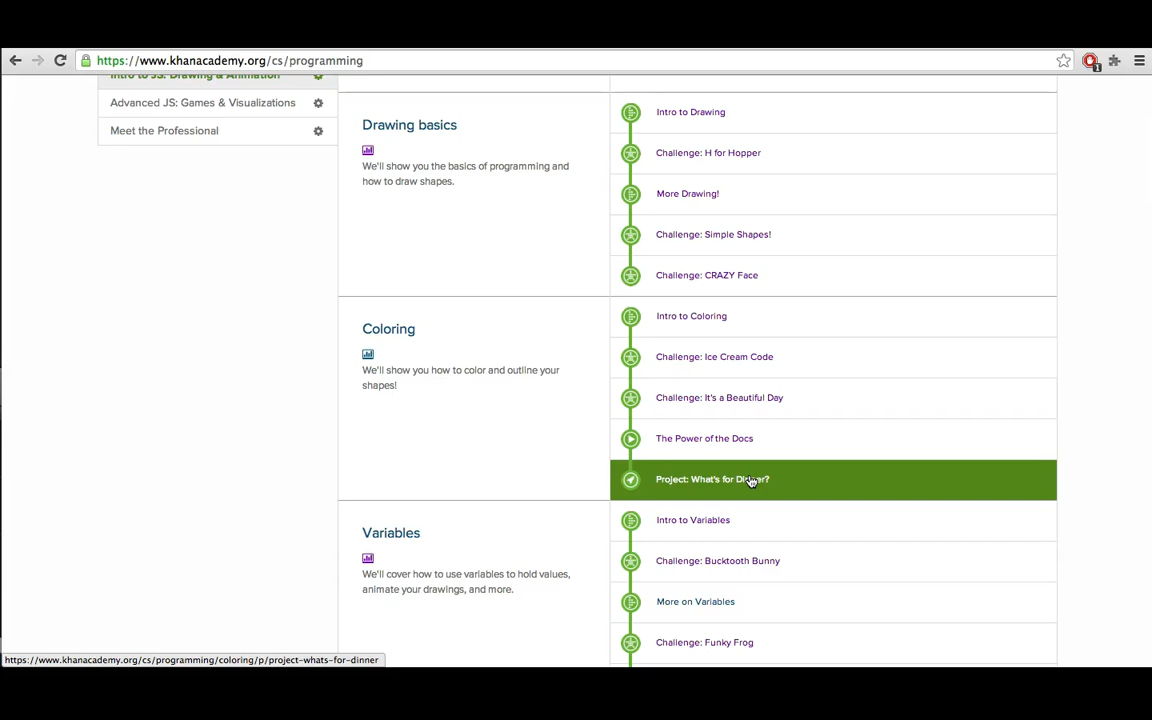 https://www.khanacademy.org/cs/programming
1
Intro to JS: Drawing & Animation
Advanced JS: Games & Visualizations
Meet the Professional
Drawing basics
We'll show you the basics of programming and
how to draw shapes.
Intro to Drawing
Challenge: H for Hopper
More Drawing!
Challenge: Simple Shapes!
Challenge: CRAZY Face
Coloring
We'll show you how to color and outline your
shapes!
Intro to Coloring
Challenge: Ice Cream Code
Challenge: It's a Beautiful Day
The Power of the Docs
Project: What's for Dinner?
Variables
We'll cover how to use variables to hold values,
animate your drawings, and more.
Intro to Variables
Challenge: Bucktooth Bunny
More on Variables
Challenge: Funky Frog
https://www.khanacademy.org/cs/programming/coloring/p/project-whats-for-dinner